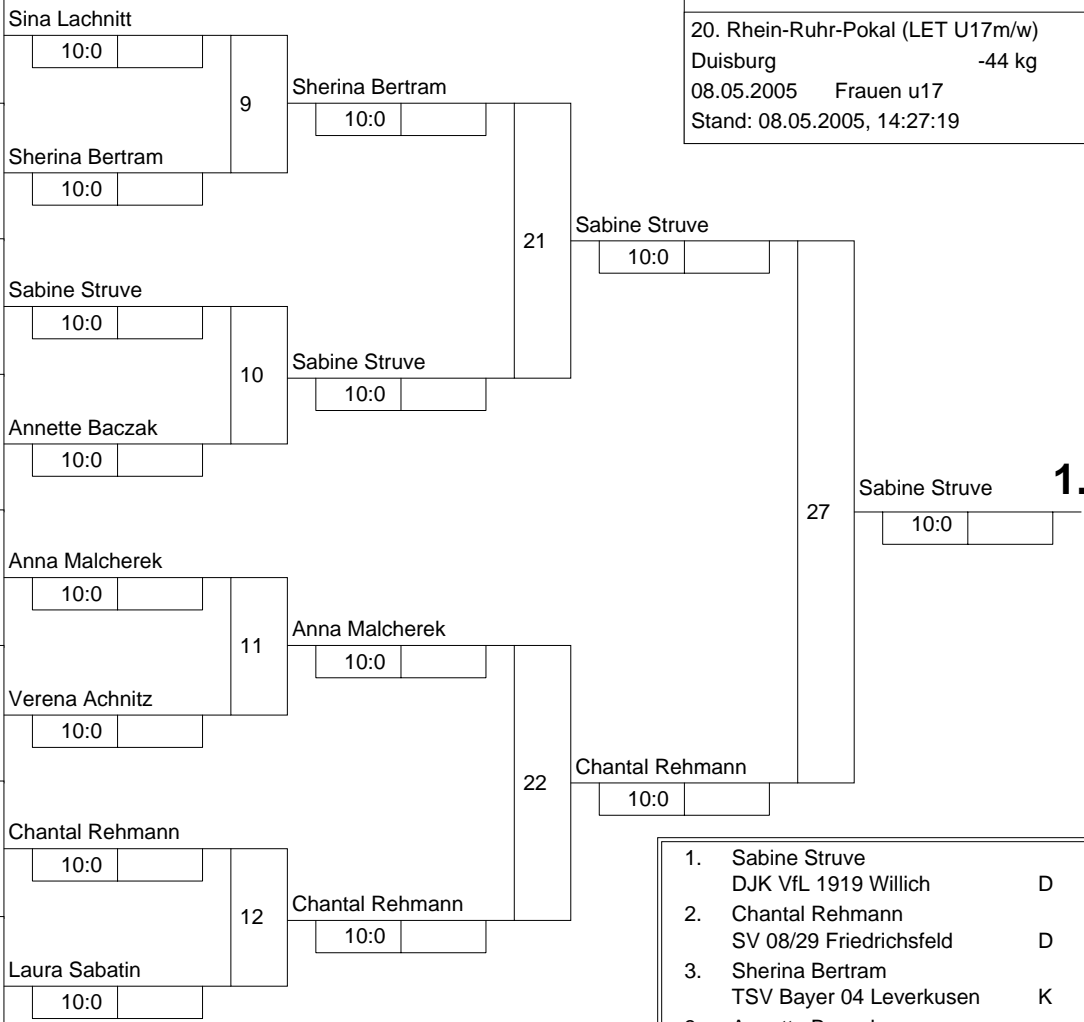 Sina Lachnitt
10:0
20. Rhein-Ruhr-Pokal (LET U17m/w)
Duisburg -44 kg
08.05.2005 Frauen u17
Stand: 08.05.2005, 14:27:19
9
Sherina Bertram
10:0
Sherina Bertram
10:0
21
Sabine Struve
10:0
Sabine Struve
10:0
10
Sabine Struve
10:0
Annette Baczak
10:0
27
Sabine Struve 1.
10:0
Anna Malcherek
10:0
11
Anna Malcherek
10:0
Verena Achnitz
10:0
22
Chantal Rehmann
10:0
Chantal Rehmann
10:0
12
Chantal Rehmann
10:0
Laura Sabatin
10:0
1. Sabine Struve
DJK VfL 1919 Willich D
2. Chantal Rehmann
SV 08/29 Friedrichsfeld D
3. Sherina Bertram
TSV Bayer 04 Leverkusen K